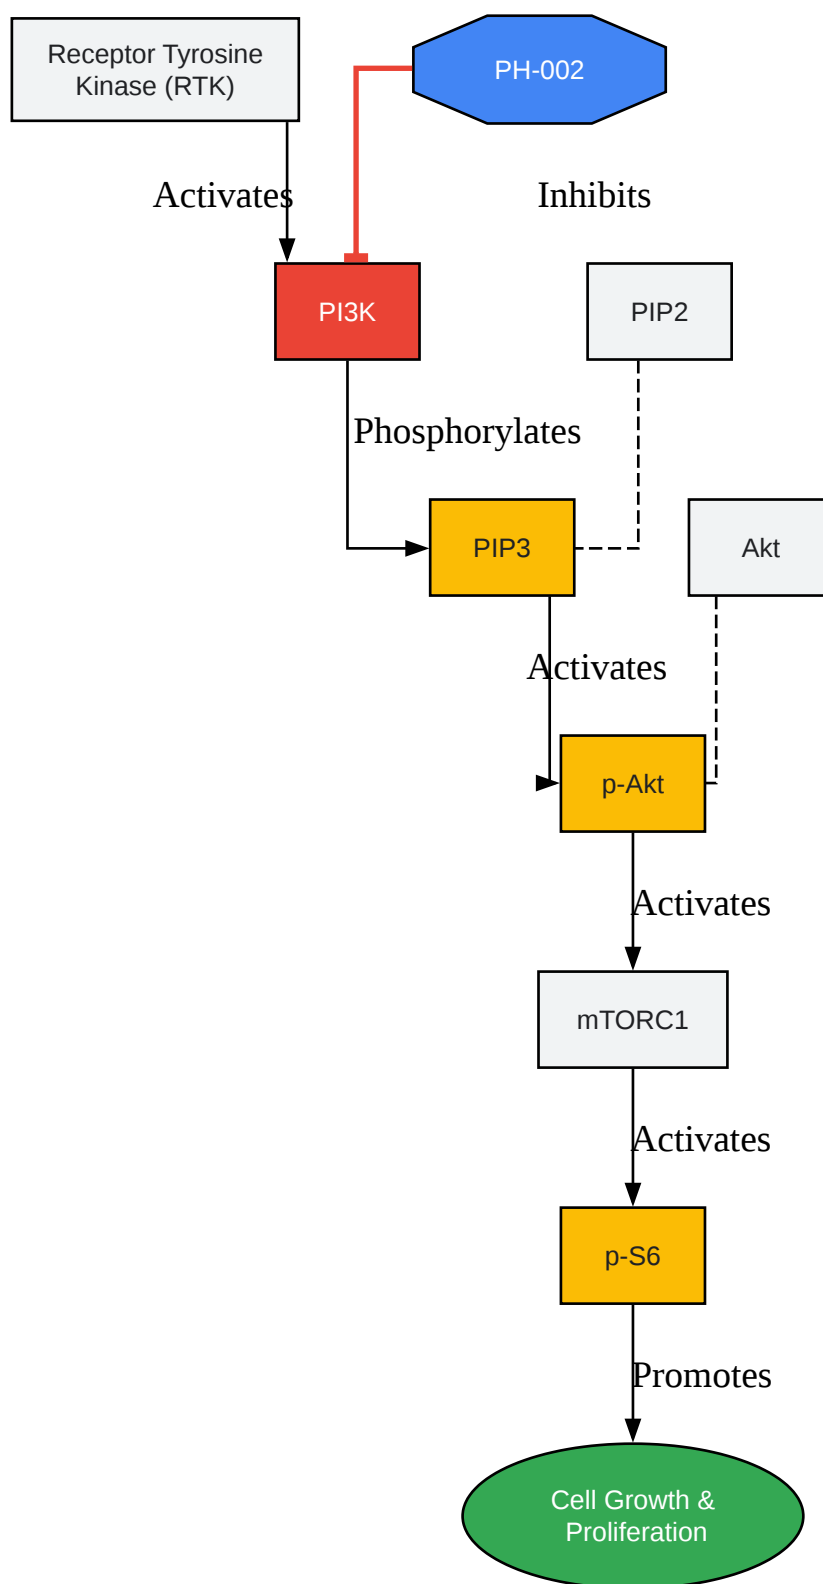 Receptor Tyrosine
Kinase (RTK)
PH-002
Activates
Inhibits
PI3K
PIP2
Phosphorylates
PIP3
Akt
Activates
p-Akt
Activates
mTORC1
Activates
p-S6
Promotes
Cell Growth &
Proliferation